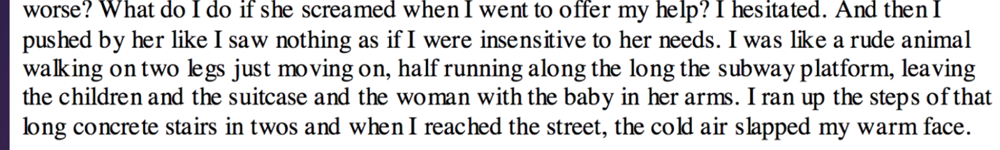 worse? What do I do if she screamed when I went to offer my help? I hesitated. And then I
pushed by her like I saw nothing as if I were insensitive to her needs. I was like a rude animal
walking on two legs just moving on, half running along the long the subway platform, leaving
the children and the suitcase and the woman with the baby in her arms. I ran up the steps of that
long concrete stairs in twos and when I reached the street, the cold air slapped my warm face.